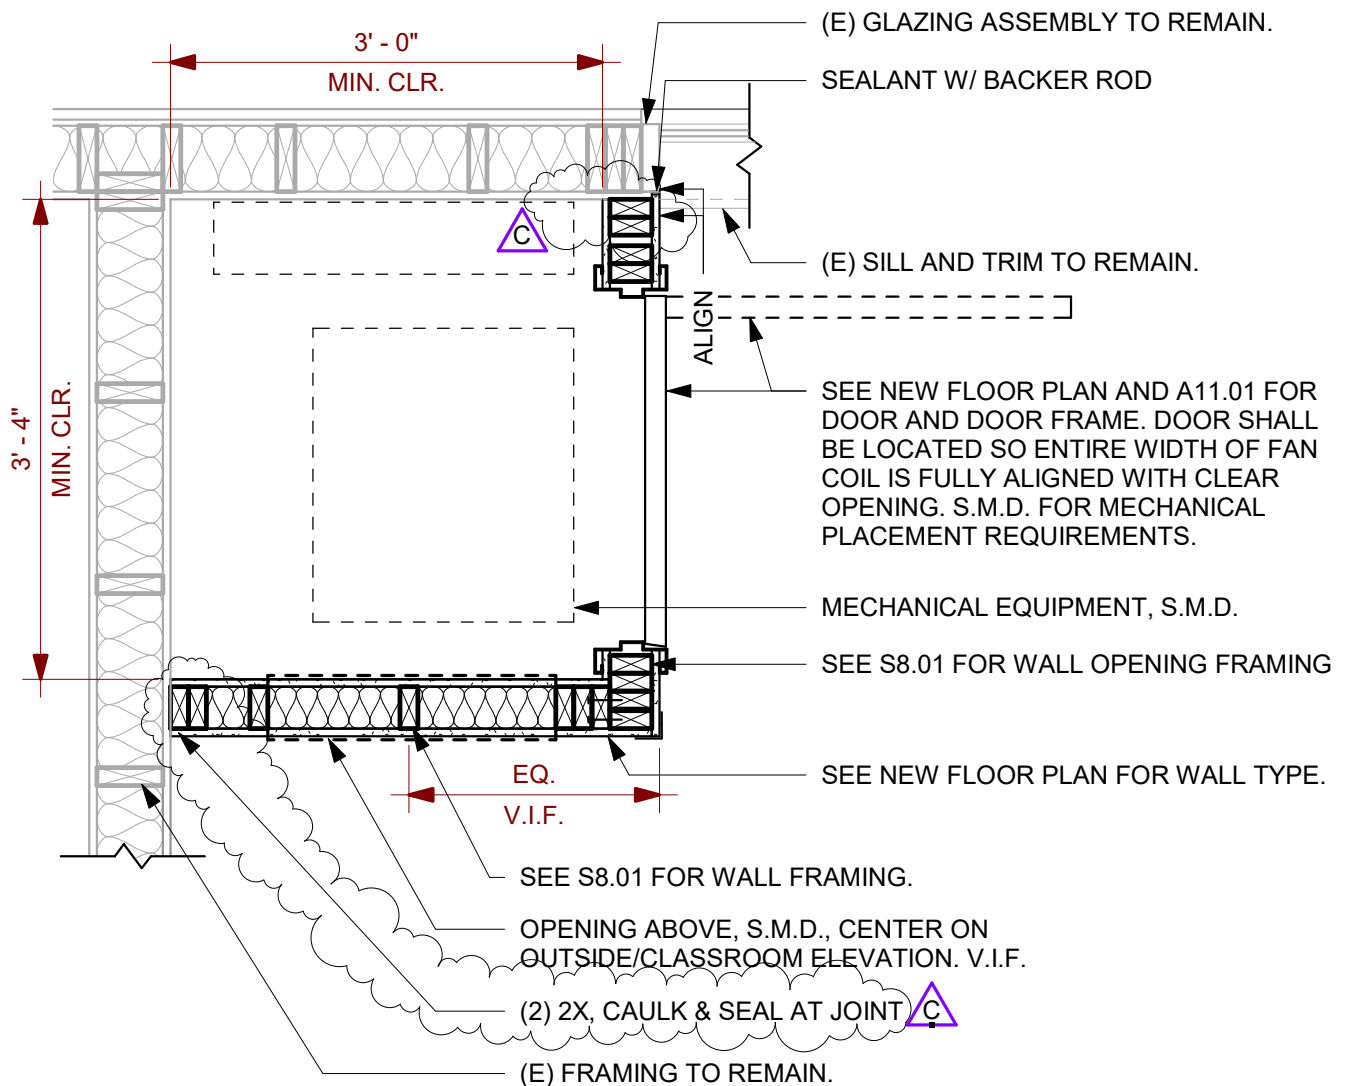 (E) GLAZING ASSEMBLY TO REMAIN.
3' - 0"
MIN. CLR.
SEALANT W/ BACKER ROD
C
(E) SILL AND TRIM TO REMAIN.
ALIGN
3' - 4"
MIN. CLR.
SEE NEW FLOOR PLAN AND A11.01 FOR
DOOR AND DOOR FRAME. DOOR SHALL
BE LOCATED SO ENTIRE WIDTH OF FAN
COIL IS FULLY ALIGNED WITH CLEAR
OPENING. S.M.D. FOR MECHANICAL
PLACEMENT REQUIREMENTS.
MECHANICAL EQUIPMENT, S.M.D.
SEE S8.01 FOR WALL OPENING FRAMING
EQ.
V.I.F.
SEE NEW FLOOR PLAN FOR WALL TYPE.
SEE S8.01 FOR WALL FRAMING.
OPENING ABOVE, S.M.D., CENTER ON
OUTSIDE/CLASSROOM ELEVATION. V.I.F.
(2) 2X, CAULK & SEAL AT JOINT
C
(E) FRAMING TO REMAIN.